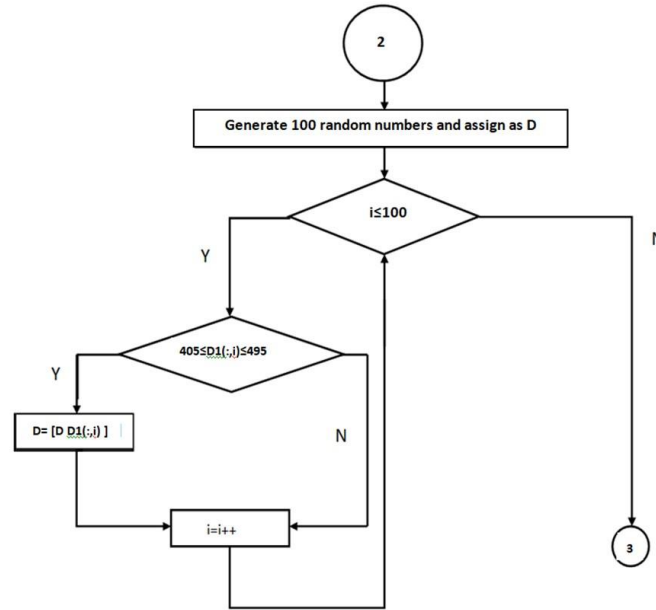 2
Generate 100 random numbers and assign as D
i≤100
N
Y
405≤D1(:,i)≤495
Y
N
D= [D D1(:,i) ]
i=i++
3